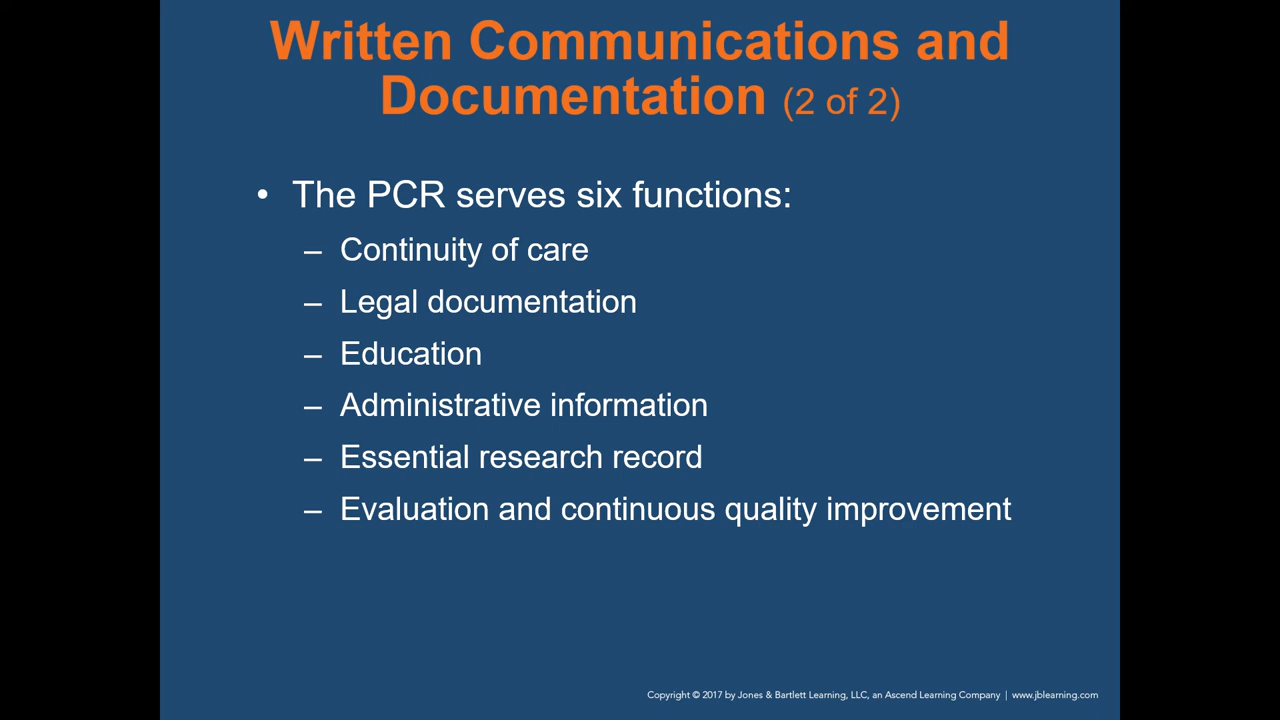 Written Communications and
Documentation (2 of 2)
• The PCR serves six functions:
– Continuity of care
– Legal documentation
– Education
– Administrative information
– Essential research record
– Evaluation and continuous quality improvement
Copyright © 2017 by Jones & Bartlett Learning, LLC, an Ascend Learning Company | www.jblearning.com